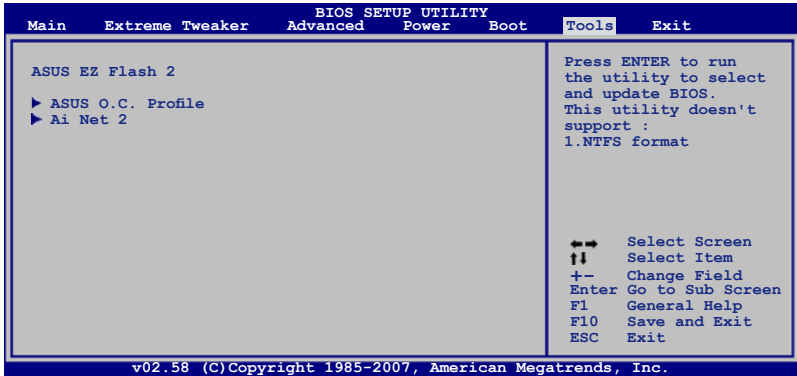 BIOS SETUP UTILITY
Main Extreme Tweaker Advanced Power Boot Tools Exit
ASUS EZ Flash 2
ASUS O.C. Profile
Ai Net 2
Press ENTER to run
the utility to select
and update BIOS.
This utility doesn't
support :
1.NTFS format
Select Screen
Select Item
+- Change Field
Enter Go to Sub Screen
F1 General Help
F10 Save and Exit
ESC Exit
v02.58 (C)Copyright 1985-2007, American Megatrends, Inc.